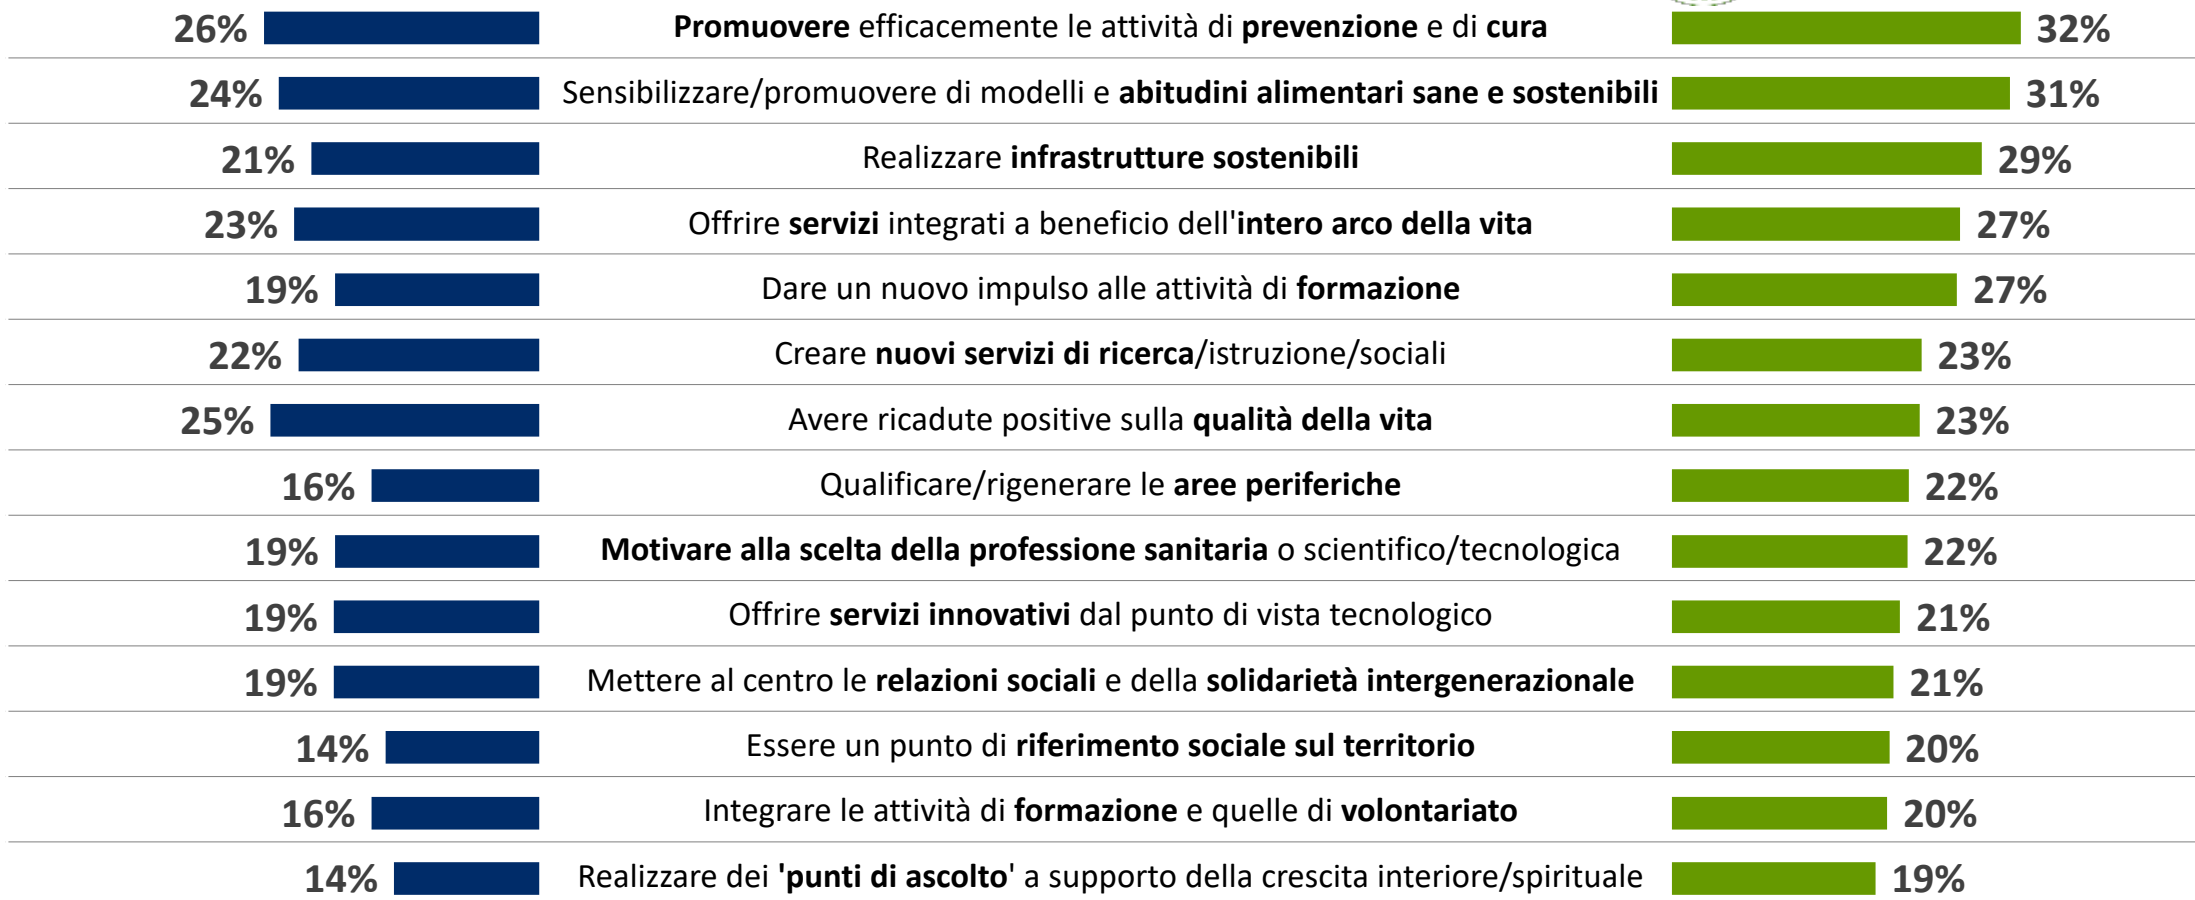 26% Promuovere efficacemente le attività di prevenzione e di cura 32%
24% Sensibilizzare/promuovere di modelli e abitudini alimentari sane e sostenibili 31%
21% Realizzare infrastrutture sostenibili 29%
23% Offrire servizi integrati a beneficio dell'intero arco della vita 27%
19% Dare un nuovo impulso alle attività di formazione 27%
22% Creare nuovi servizi di ricerca/istruzione/sociali 23%
25% Avere ricadute positive sulla qualità della vita 23%
16% Qualificare/rigenerare le aree periferiche 22%
19% Motivare alla scelta della professione sanitaria o scientifico/tecnologica 22%
19% Offrire servizi innovativi dal punto di vista tecnologico 21%
19% Mettere al centro le relazioni sociali e della solidarietà intergenerazionale 21%
14% Essere un punto di riferimento sociale sul territorio 20%
16% Integrare le attività di formazione e quelle di volontariato 20%
14% Realizzare dei 'punti di ascolto' a supporto della crescita interiore/spirituale 19%